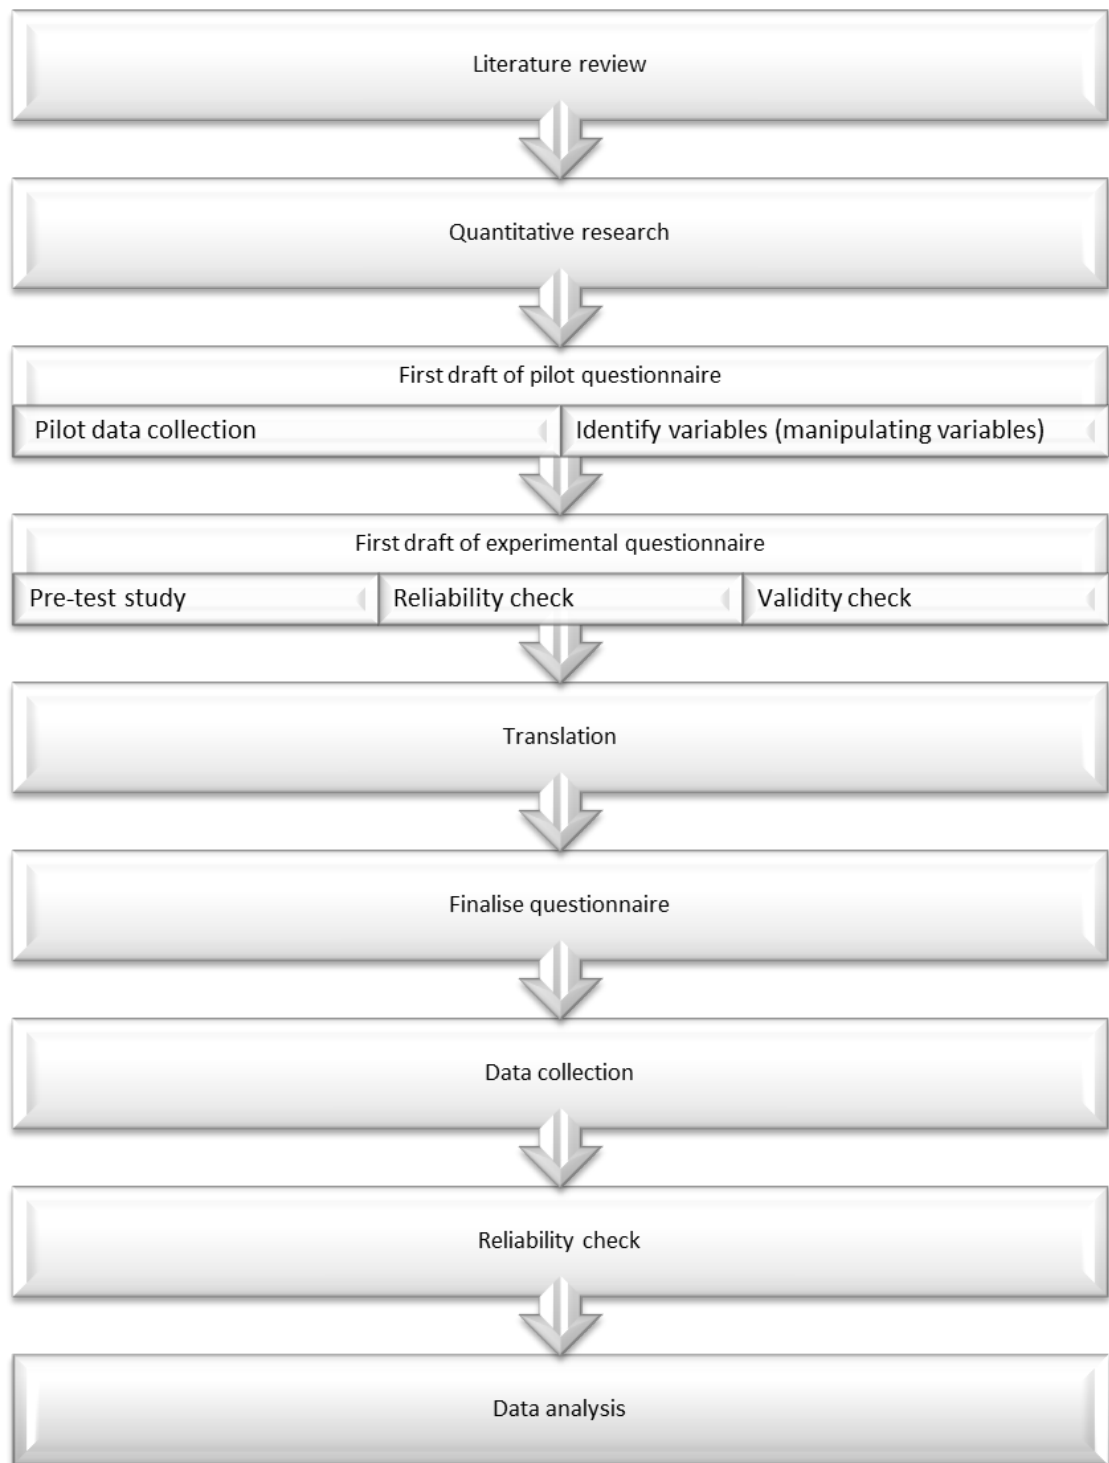 Literature review
Quantitative research
First draft of pilot questionnaire
Pilot data collection
Identify variables (manipulating variables)
First draft of experimental questionnaire
Pre-test study
Reliability check
Validity check
Translation
Finalise questionnaire
Data collection
Reliability check
Data analysis